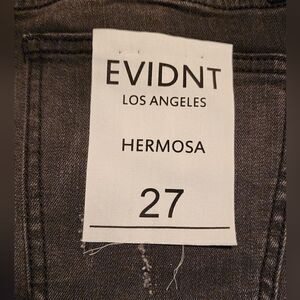 EVIDNT
LOS ANGELES
HERMOSA
27